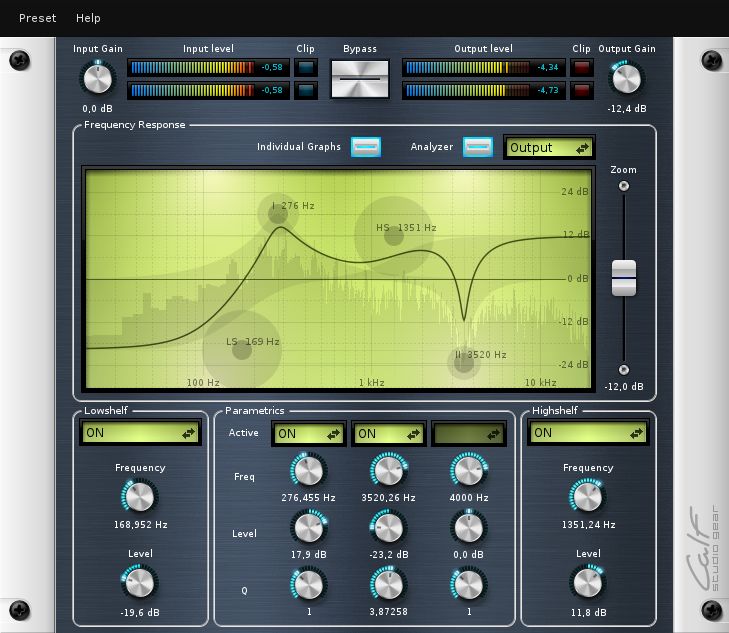 Preset Help
Input Gain Input level Clip Bypass Output level Clip Output Gain
-0,58 -4,34
-0,58 -4,73
0,0 dB -12,4 dB
Frequency Response
Individual Graphs Analyzer Output
Zoom
24 dB
I 276 Hz
HS 1351 Hz
12 dB
0 dB
-12 dB
LS 169 Hz
II 3520 Hz
-24 dB
100 Hz 1 kHz 10 kHz
-12,0 dB
Lowshelf Parametrics Highshelf
ON Active ON ON ON
Frequency Freq Frequency
168,952 Hz 276,455 Hz 3520,26 Hz 4000 Hz 1351,24 Hz
Level Level Level
-19,6 dB 17,9 dB -23,2 dB 0,0 dB 11,8 dB
Q 1 3,87258 1
Calf
studio gear